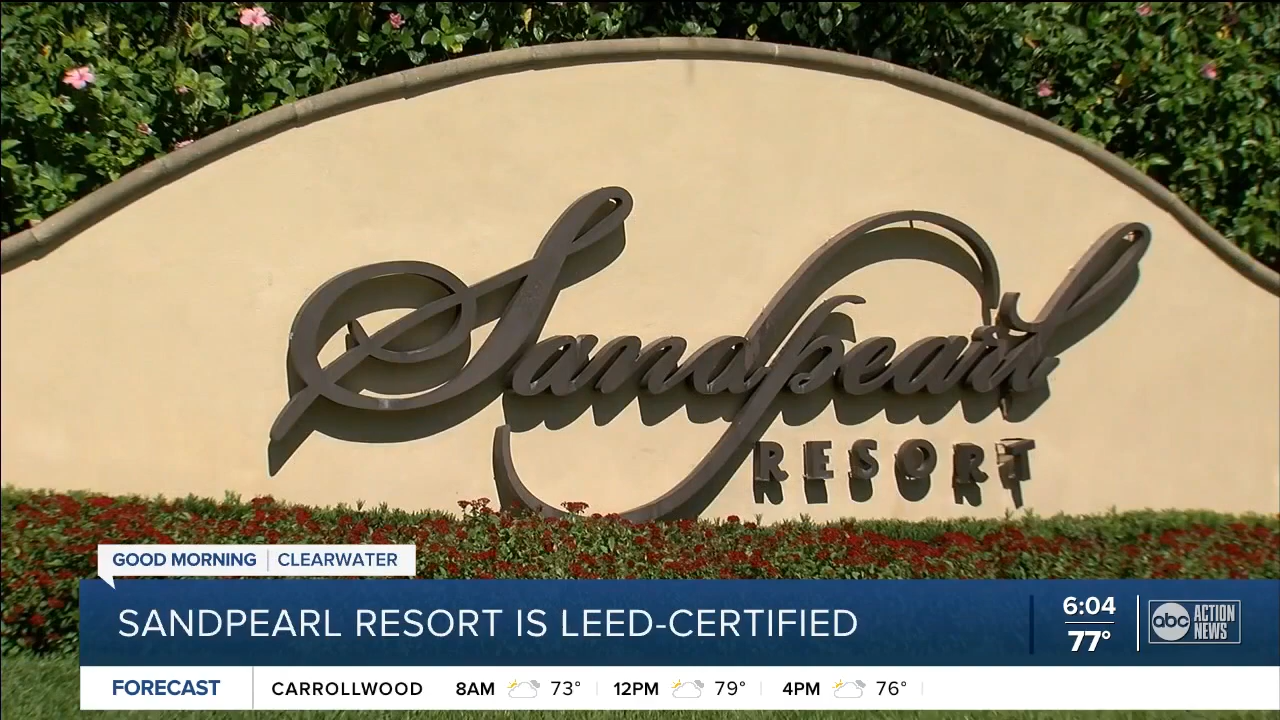 Sandpearl
RESORT
GOOD MORNING | CLEARWATER
SANDPEARL RESORT IS LEED-CERTIFIED
6:04
77°
abc ACTION NEWS
FORECAST CARROLLWOOD 8AM 73° 12PM 79° 4PM 76°